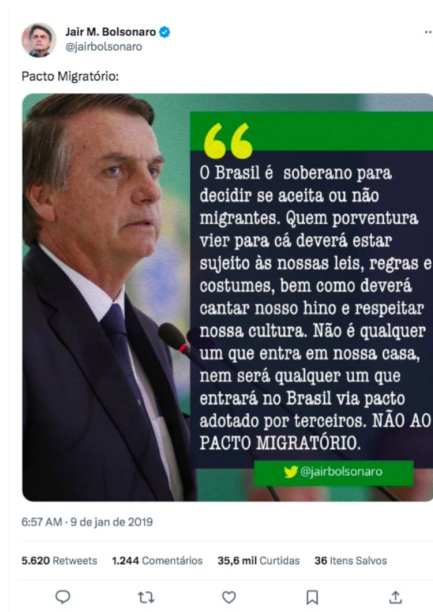 Jair M. Bolsonaro
@jairbolsonaro
Pacto Migratório:
O Brasil é soberano para
decidir se aceita ou não
migrantes. Quem porventura
vier para cá deverá estar
sujeito às nossas leis, regras e
costumes, bem como deverá
cantar nosso hino e respeitar
nossa cultura. Não é qualquer
um que entra em nossa casa,
nem será qualquer um que
entrará no Brasil via pacto
adotado por terceiros. NÃO AO
PACTO MIGRATÓRIO.
@jairbolsonaro
6:57 AM · 9 de jan de 2019
5.620 Retweets 1.244 Comentários 35,6 mil Curtidas 36 Itens Salvos